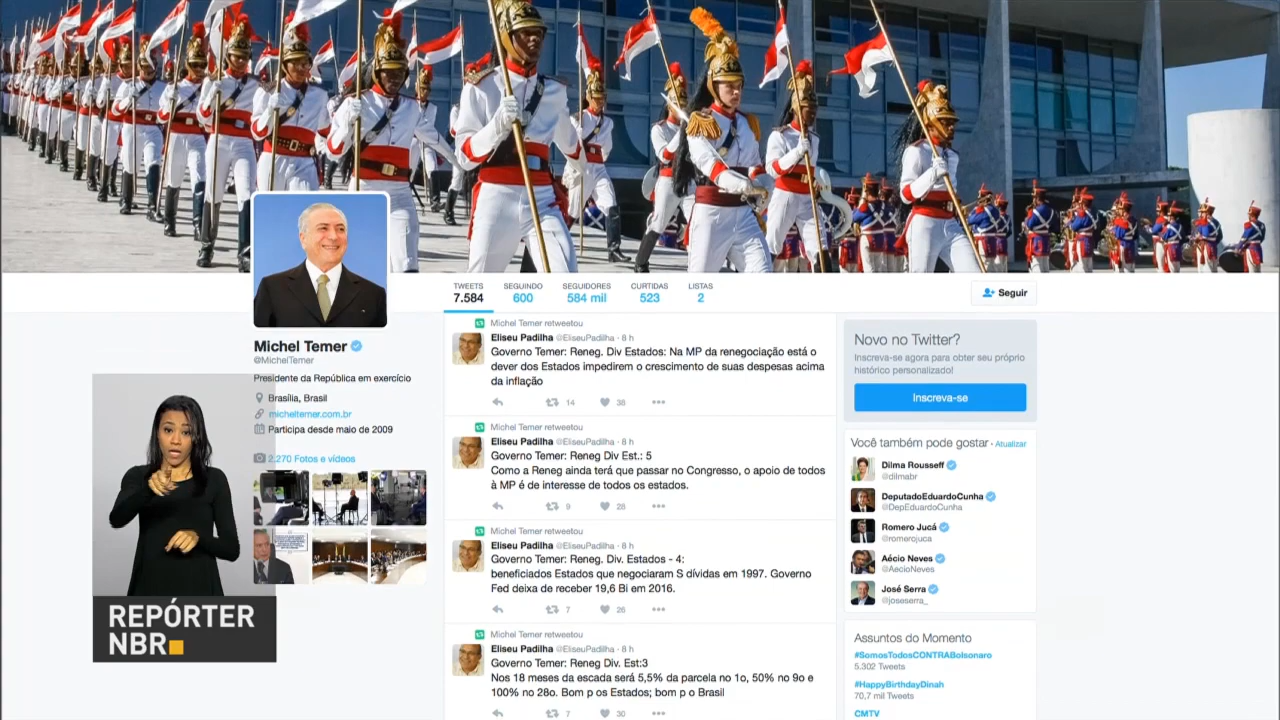 TWEETS
7.584
SEGUINDO
600
SEGUIDORES
584 mil
CURTIDAS
523
LISTAS
2
Seguir
Michel Temer
@MichelTemer
Presidente da República em exercício
Brasília, Brasil
micheltemer.com.br
Participa desde maio de 2009
2.270 Fotos e vídeos
REPÓRTER
NBR
Michel Temer retweetou
Eliseu Padilha @EliseuPadilha · 8 h
Governo Temer: Reneg. Div Estados: Na MP da renegociação está o
dever dos Estados impedirem o crescimento de suas despesas acima
da inflação
14 38
Michel Temer retweetou
Eliseu Padilha @EliseuPadilha · 8 h
Governo Temer: Reneg Div Est.: 5
Como a Reneg ainda terá que passar no Congresso, o apoio de todos
à MP é de interesse de todos os estados.
9 28
Michel Temer retweetou
Eliseu Padilha @EliseuPadilha · 8 h
Governo Temer: Reneg. Div. Estados - 4:
beneficiados Estados que negociaram S dívidas em 1997. Governo
Fed deixa de receber 19,6 Bi em 2016.
7 26
Michel Temer retweetou
Eliseu Padilha @EliseuPadilha · 8 h
Governo Temer: Reneg Div. Est:3
Nos 18 meses da escada será 5,5% da parcela no 1o, 50% no 9o e
100% no 28o. Bom p os Estados; bom p o Brasil
7 30
Novo no Twitter?
Inscreva-se agora para obter seu próprio
histórico personalizado!
Inscreva-se
Você também pode gostar · Atualizar
Dilma Rousseff
@dilmabr
DeputadoEduardoCunha
@DepEduardoCunha
Romero Jucá
@romerojuca
Aécio Neves
@AecioNeves
José Serra
@joseserra_
Assuntos do Momento
#SomosTodosCONTRABolsonaro
5.302 Tweets
#HappyBirthdayDinah
70,7 mil Tweets
CMTV